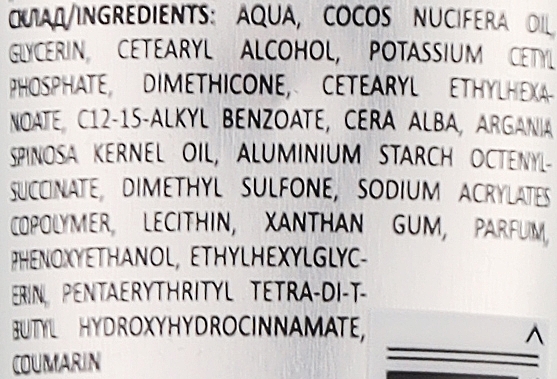 СКЛАД/INGREDIENTS: AQUA, COCOS NUCIFERA OIL,
GLYCERIN, CETEARYL ALCOHOL, POTASSIUM CETYL
PHOSPHATE, DIMETHICONE, CETEARYL ETHYLHEXA-
NOATE, C12-15-ALKYL BENZOATE, CERA ALBA, ARGANIA
SPINOSA KERNEL OIL, ALUMINIUM STARCH OCTENYL-
SUCCINATE, DIMETHYL SULFONE, SODIUM ACRYLATES
COPOLYMER, LECITHIN, XANTHAN GUM, PARFUM,
PHENOXYETHANOL, ETHYLHEXYLGLYC-
ERIN, PENTAERYTHRITYL TETRA-DI-T-
BUTYL HYDROXYHYDROCINNAMATE,
COUMARIN